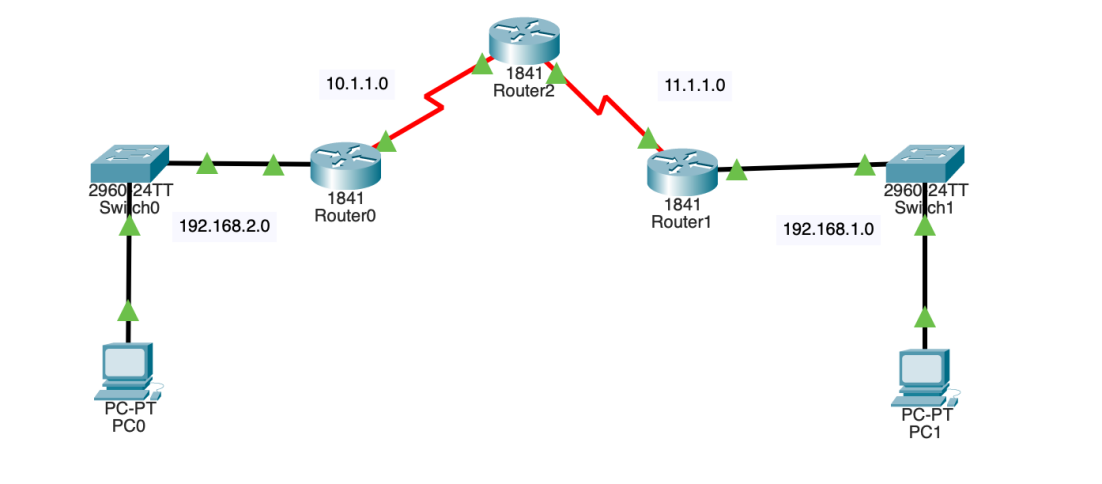 1841
Router2
10.1.1.0
11.1.1.0
2960-24TT
Switch0
1841
Router0
192.168.2.0
1841
Router1
2960-24TT
Switch1
192.168.1.0
PC-PT
PC0
PC-PT
PC1